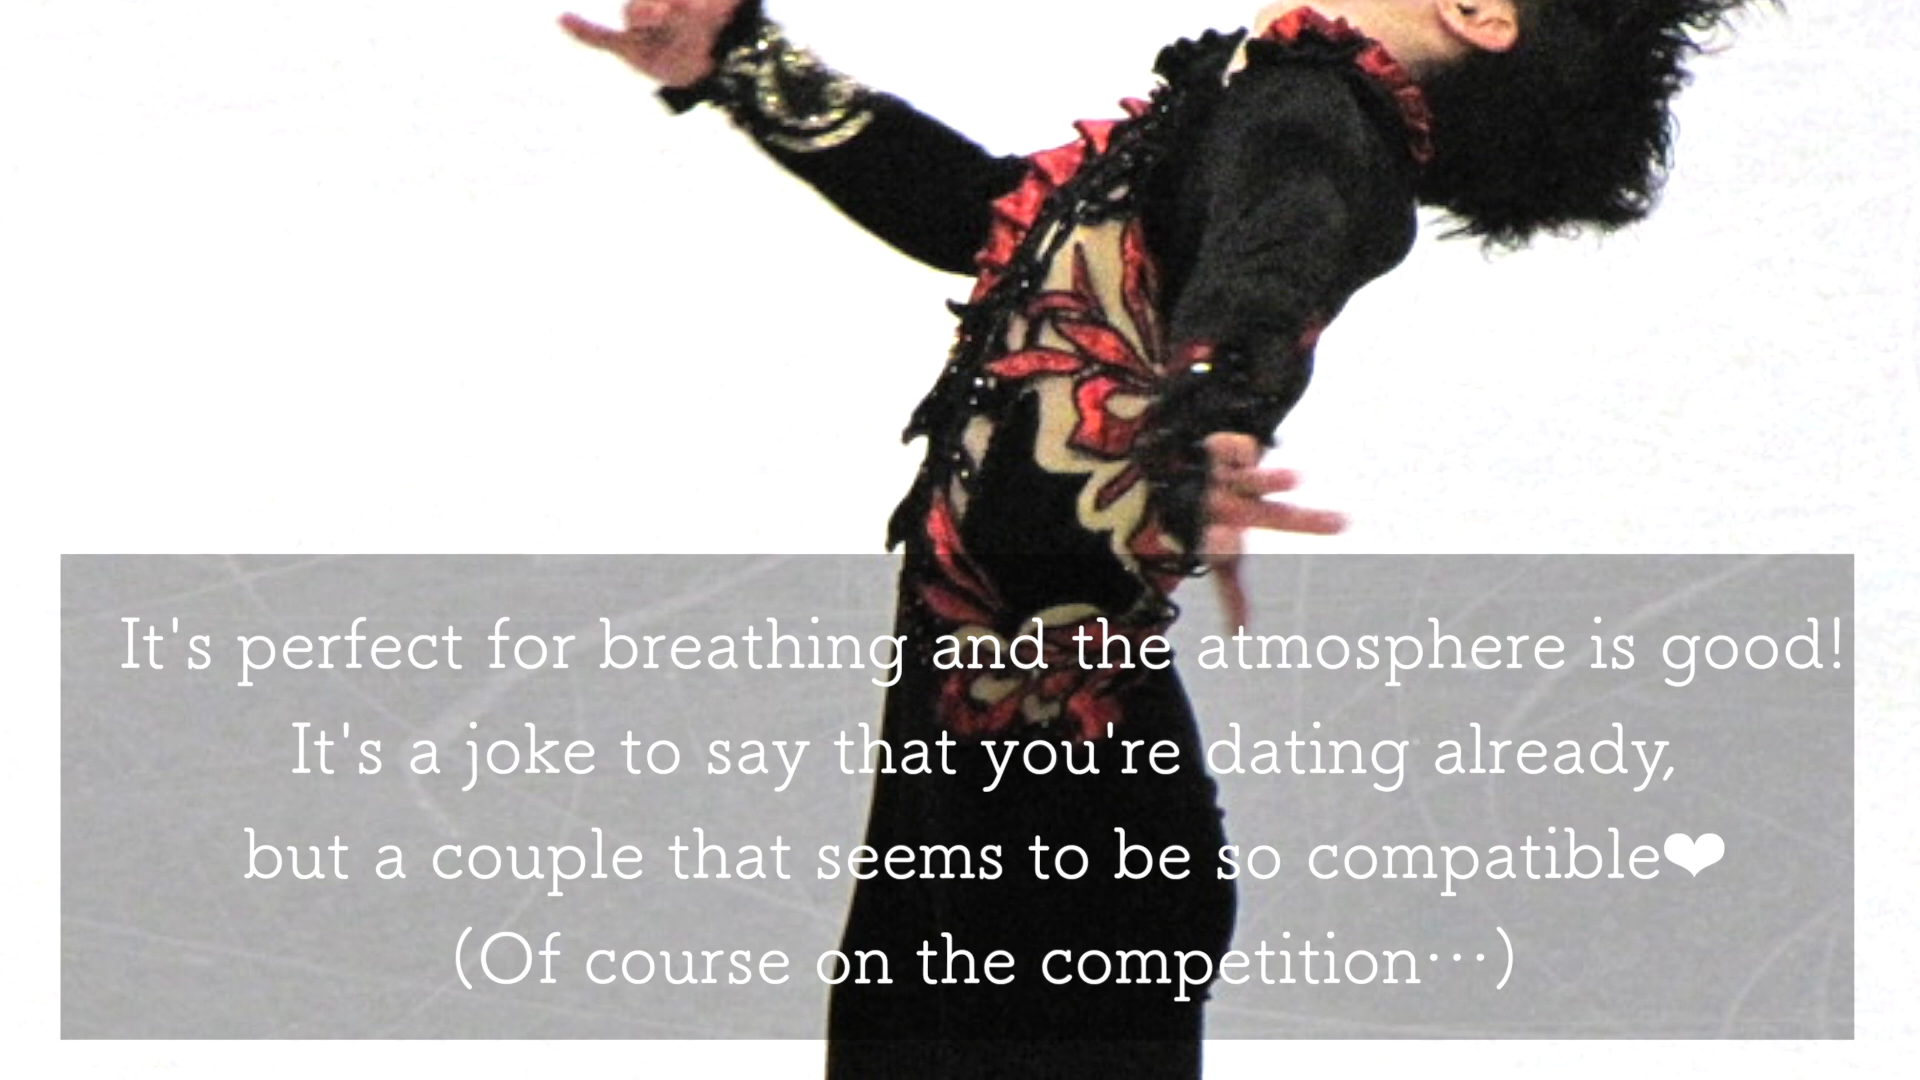 It's perfect for breathing and the atmosphere is good!
It's a joke to say that you're dating already,
but a couple that seems to be so compatible❤
(Of course on the competition…)